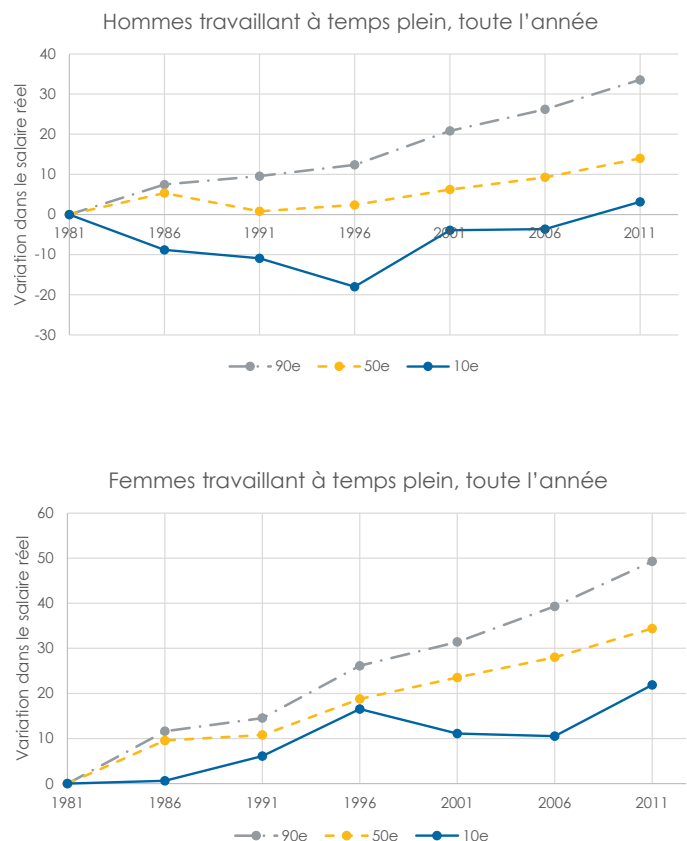 Hommes travaillant à temps plein, toute l’année
Variation dans le salaire réel
40
30
20
10
0
-10
-20
-30
1981 1986 1991 1996 2001 2006 2011
90e 50e 10e
Femmes travaillant à temps plein, toute l’année
Variation dans le salaire réel
60
50
40
30
20
10
0
1981 1986 1991 1996 2001 2006 2011
90e 50e 10e